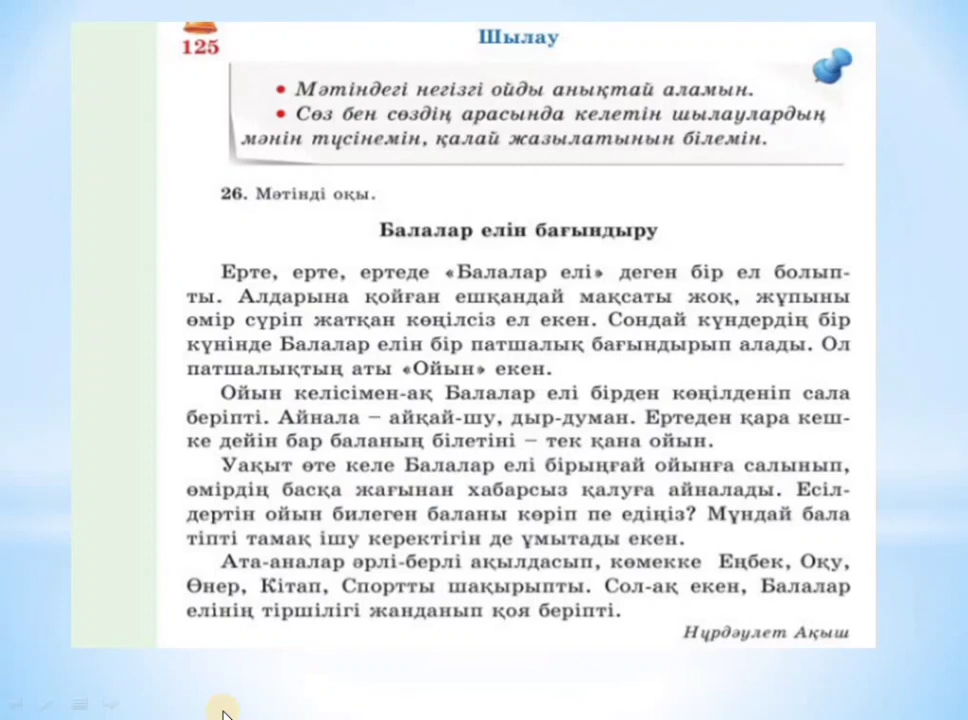 125
Шылау
• Мәтіндегі негізгі ойды анықтай аламын.
• Сөз бен сөздің арасында келетін шылаулардың
мәнін түсінемін, қалай жазылатынын білемін.
26. Мәтінді оқы.
Балалар елін бағындыру
Ерте, ерте, ертеде «Балалар елі» деген бір ел болып-
ты. Алдарына қойған ешқандай мақсаты жоқ, жұпыны
өмір сүріп жатқан көңілсіз ел екен. Сондай күндердің бір
күнінде Балалар елін бір патшалық бағындырып алады. Ол
патшалықтың аты «Ойын» екен.
Ойын келісімен-ақ Балалар елі бірден көңілденіп сала
беріпті. Айнала – айқай-шу, дыр-думан. Ертеден қара кеш-
ке дейін бар баланың білетіні – тек қана ойын.
Уақыт өте келе Балалар елі бірыңғай ойынға салынып,
өмірдің басқа жағынан хабарсыз қалуға айналады. Есіл-
дертін ойын билеген баланы көріп пе едіңіз? Мұндай бала
тіпті тамақ ішу керектігін де ұмытады екен.
Ата-аналар әрлі-берлі ақылдасып, көмекке Еңбек, Оқу,
Өнер, Кітап, Спортты шақырыпты. Сол-ақ екен, Балалар
елінің тіршілігі жанданып қоя беріпті.
Нұрдәулет Ақыш